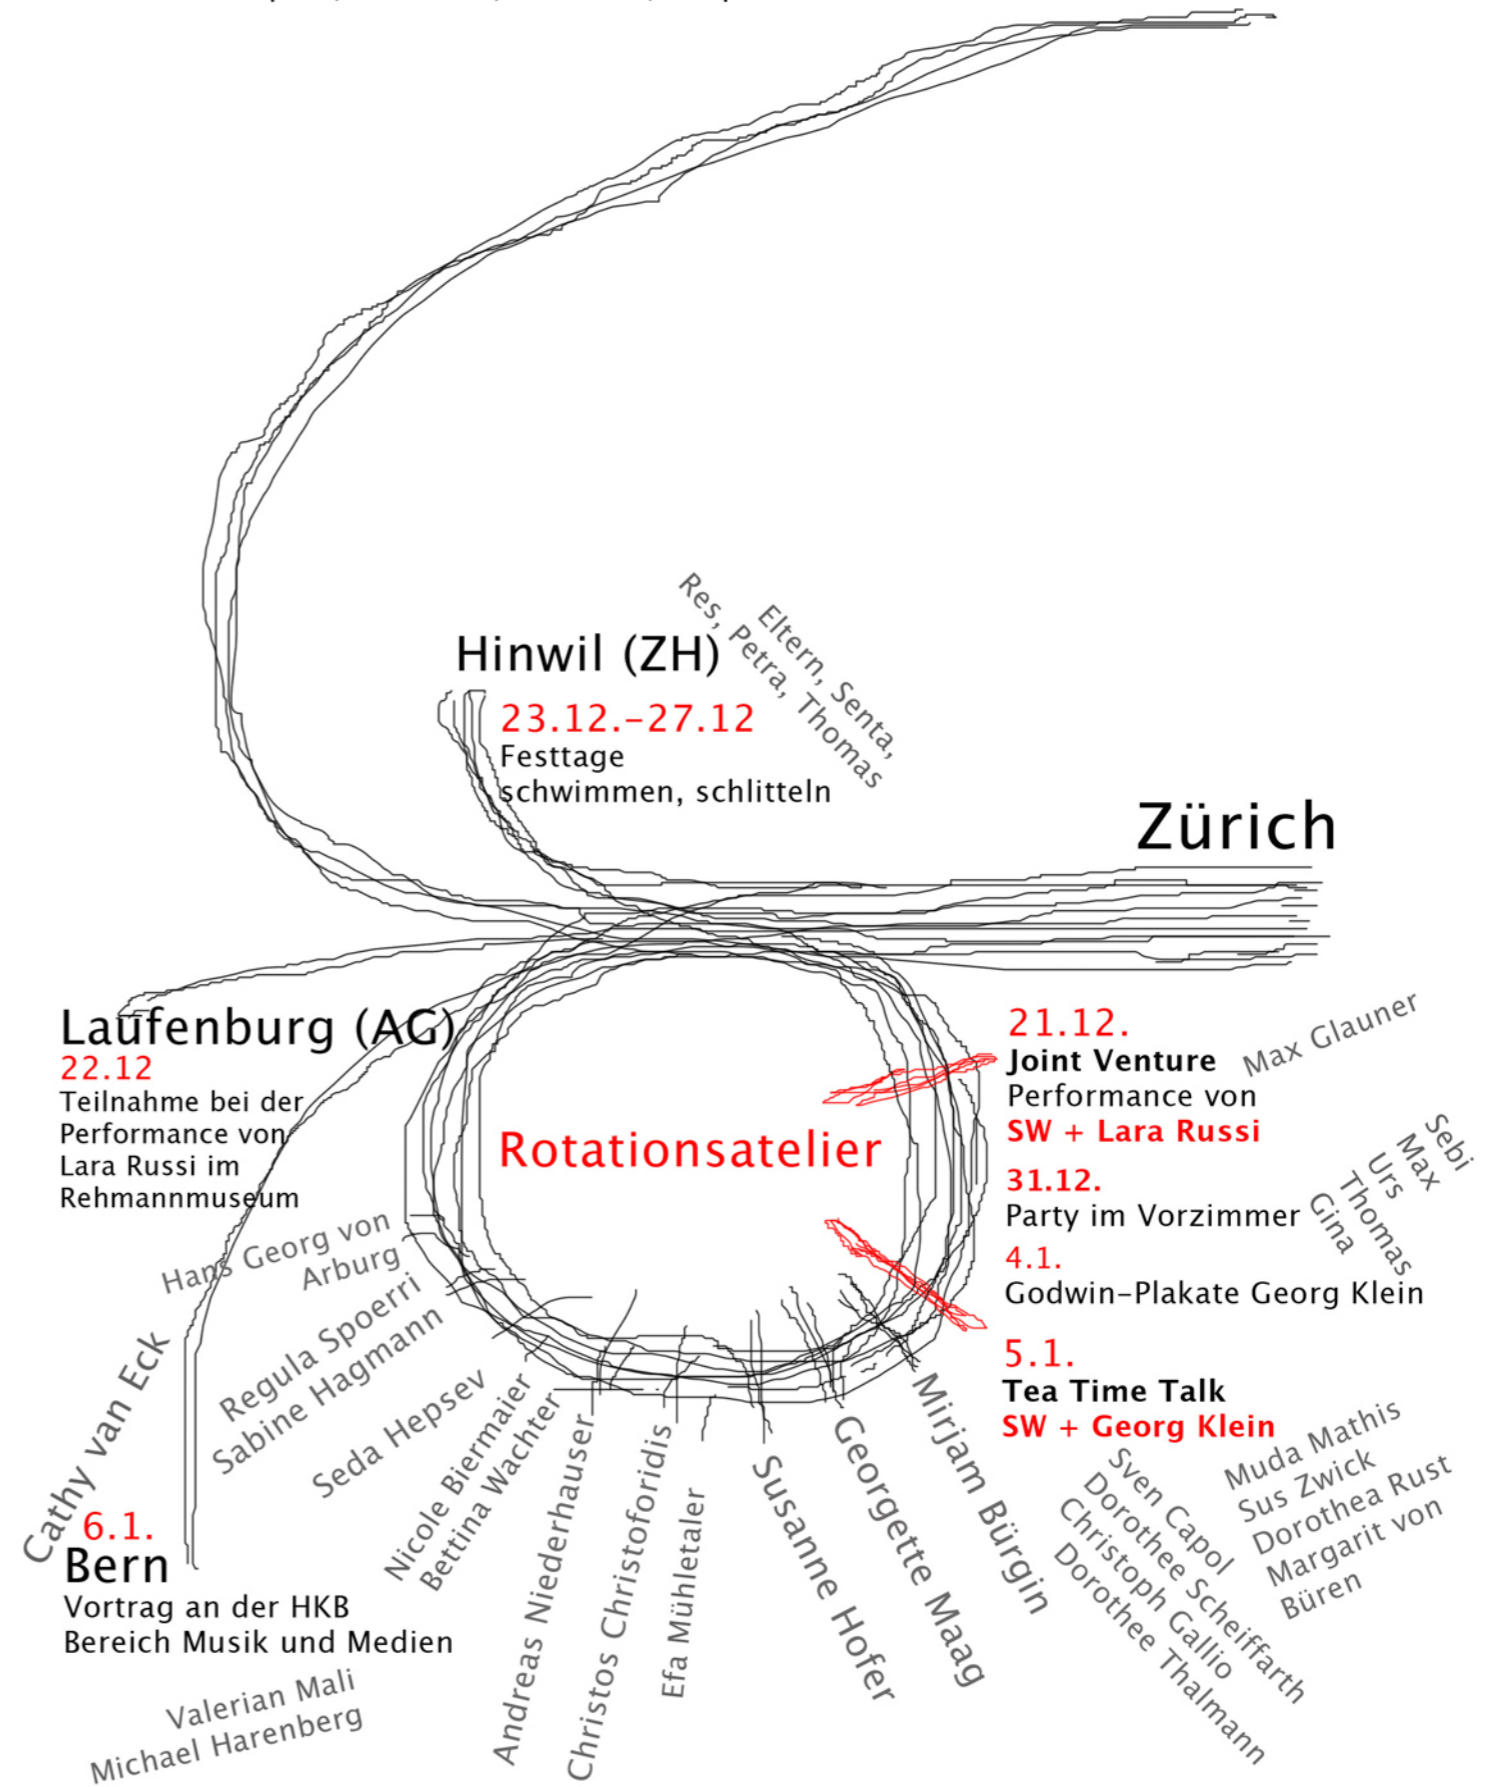 Hinwil (ZH)
23.12.-27.12
Festtage
schwimmen, schlitteln
Eltern, Senta,
Res, Petra, Thomas
Zürich
Laufenburg (AG)
22.12
Teilnahme bei der
Performance von
Lara Russi im
Rehmannmuseum
Rotationsatelier
21.12.
Joint Venture
Performance von
SW + Lara Russi
Max Glauner
31.12.
Party im Vorzimmer
Sebi
Max
Urs
Thomas
Gina
4.1.
Godwin-Plakate Georg Klein
5.1.
Tea Time Talk
SW + Georg Klein
Muda Mathis
Sus Zwick
Dorothea Rust
Margarit von
Büren
Sven Capol
Dorothee Scheiffarth
Christoph Gallio
Dorothee Thalmann
Mirjam Bürgin
Georgette Maag
Susanne Hofer
Efa Mühletaler
Christos Christoforidis
Andreas Niederhauser
Nicole Biermaier
Bettina Wachter
Seda Hepsev
Regula Spoerri
Sabine Hagmann
Hans Georg von
Arburg
Cathy van Eck
6.1.
Bern
Vortrag an der HKB
Bereich Musik und Medien
Valerian Mali
Michael Harenberg